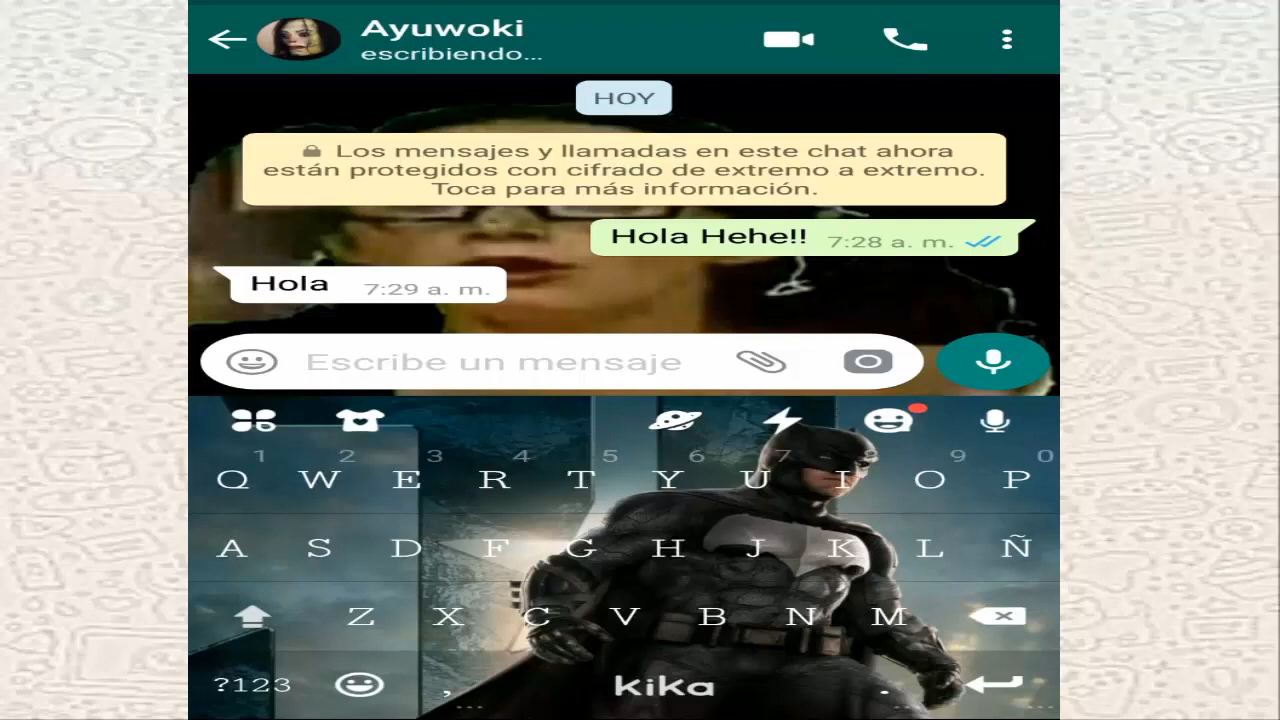 Ayuwoki
escribiendo...
HOY
Los mensajes y llamadas en este chat ahora
están protegidos con cifrado de extremo a extremo.
Toca para más información.
Hola Hehe!! 7:28 a. m.
Hola 7:29 a. m.
Escribe un mensaje
1 2 3 4 5 6 7 8 9 0
Q W E R T Y U I O P
A S D F G H J K L Ñ
Z X C V B N M
?123 , kika .